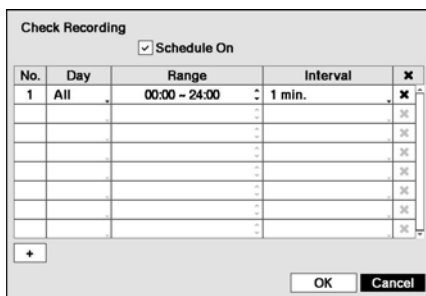 Check Recording
✓ Schedule On
No. Day Range Interval ✖
1 All 00:00 ~ 24:00 1 min. ✖
+
OK Cancel